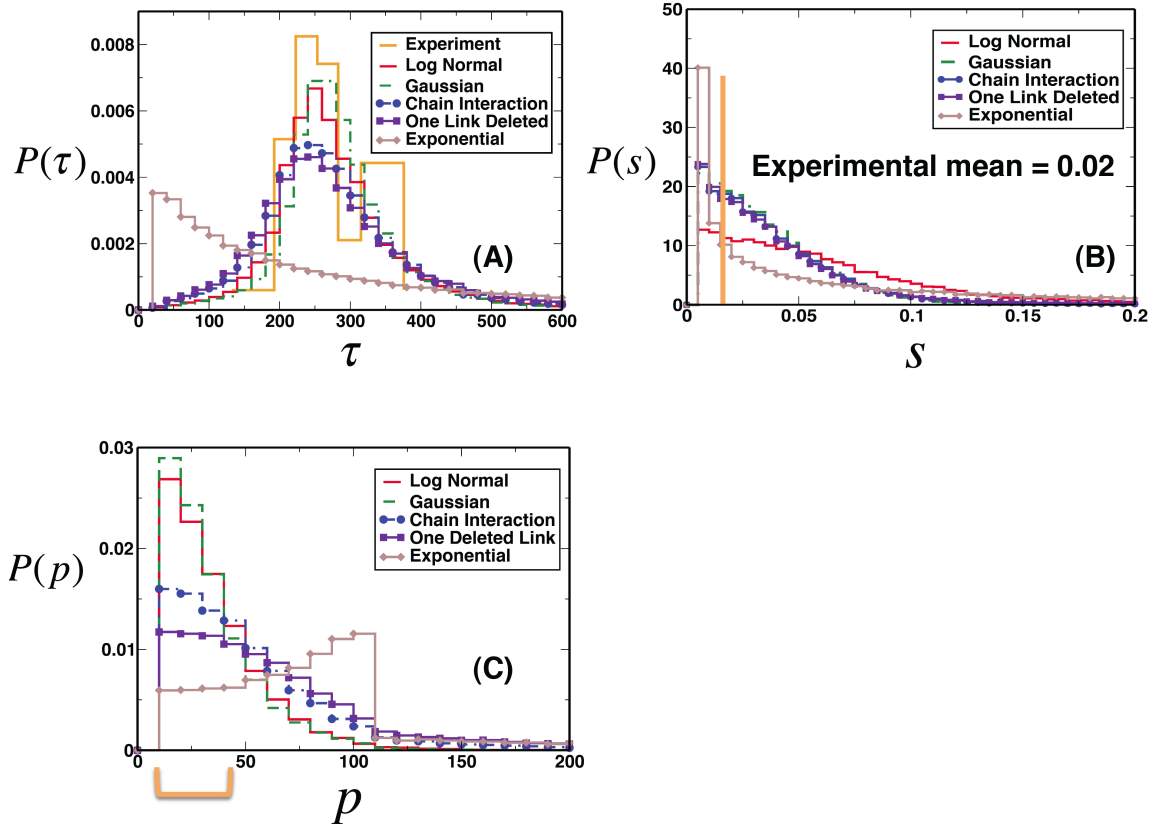 0.008
0.006
0.004
0.002
0
P(τ)
Experiment
Log Normal
Gaussian
Chain Interaction
One Link Deleted
Exponential
(A)
0 100 200 300 400 500 600
τ
50
40
30
20
10
0
P(s)
Log Normal
Gaussian
Chain Interaction
One Link Deleted
Exponential
Experimental mean = 0.02
(B)
0 0.05 0.1 0.15 0.2
s
0.03
0.02
0.01
0
P(p)
Log Normal
Gaussian
Chain Interaction
One Deleted Link
Exponential
(C)
0 50 100 150 200
p